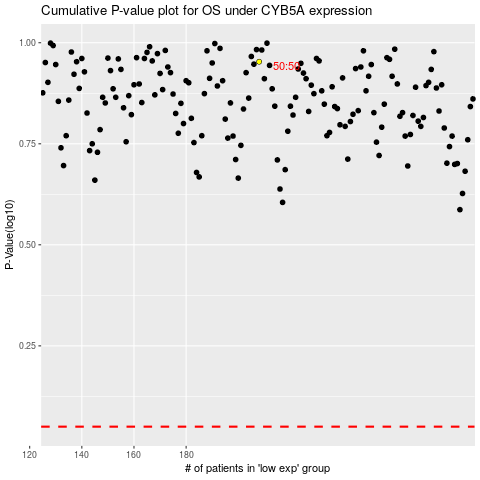 Cumulative P-value plot for OS under CYB5A expression
P-Value(log10)
1.00
0.75
0.50
0.25
50:50
120 140 160 180
# of patients in 'low exp' group